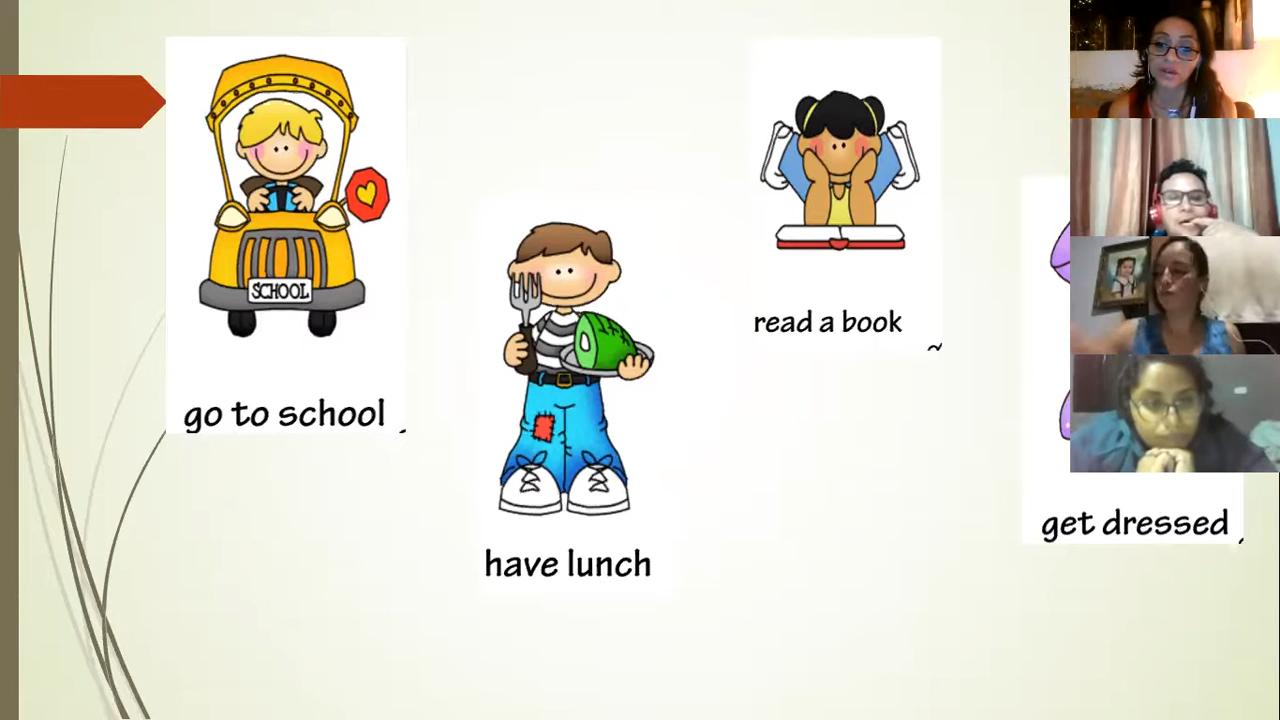 SCHOOL
go to school
have lunch
read a book
get dressed